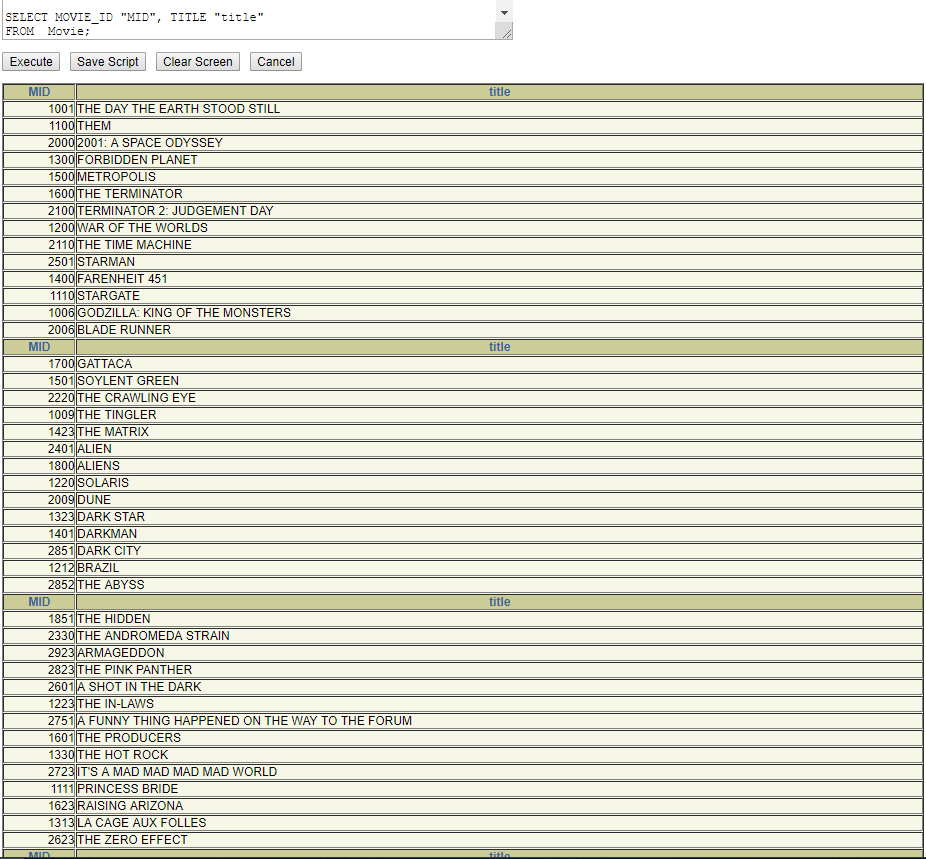 SELECT MOVIE_ID "MID", TITLE "title"
FROM  Movie;
Execute Save Script Clear Screen Cancel
MID title
1001 THE DAY THE EARTH STOOD STILL
1100 THEM
2000 2001: A SPACE ODYSSEY
1300 FORBIDDEN PLANET
1500 METROPOLIS
1600 THE TERMINATOR
2100 TERMINATOR 2: JUDGEMENT DAY
1200 WAR OF THE WORLDS
2110 THE TIME MACHINE
2501 STARMAN
1400 FARENHEIT 451
1110 STARGATE
1006 GODZILLA: KING OF THE MONSTERS
2006 BLADE RUNNER
MID title
1700 GATTACA
1501 SOYLENT GREEN
2220 THE CRAWLING EYE
1009 THE TINGLER
1423 THE MATRIX
2401 ALIEN
1800 ALIENS
1220 SOLARIS
2009 DUNE
1323 DARK STAR
1401 DARKMAN
2851 DARK CITY
1212 BRAZIL
2852 THE ABYSS
MID title
1851 THE HIDDEN
2330 THE ANDROMEDA STRAIN
2923 ARMAGEDDON
2823 THE PINK PANTHER
2601 A SHOT IN THE DARK
1223 THE IN-LAWS
2751 A FUNNY THING HAPPENED ON THE WAY TO THE FORUM
1601 THE PRODUCERS
1330 THE HOT ROCK
2723 IT'S A MAD MAD MAD MAD WORLD
1111 PRINCESS BRIDE
1623 RAISING ARIZONA
1313 LA CAGE AUX FOLLES
2623 THE ZERO EFFECT
MID title